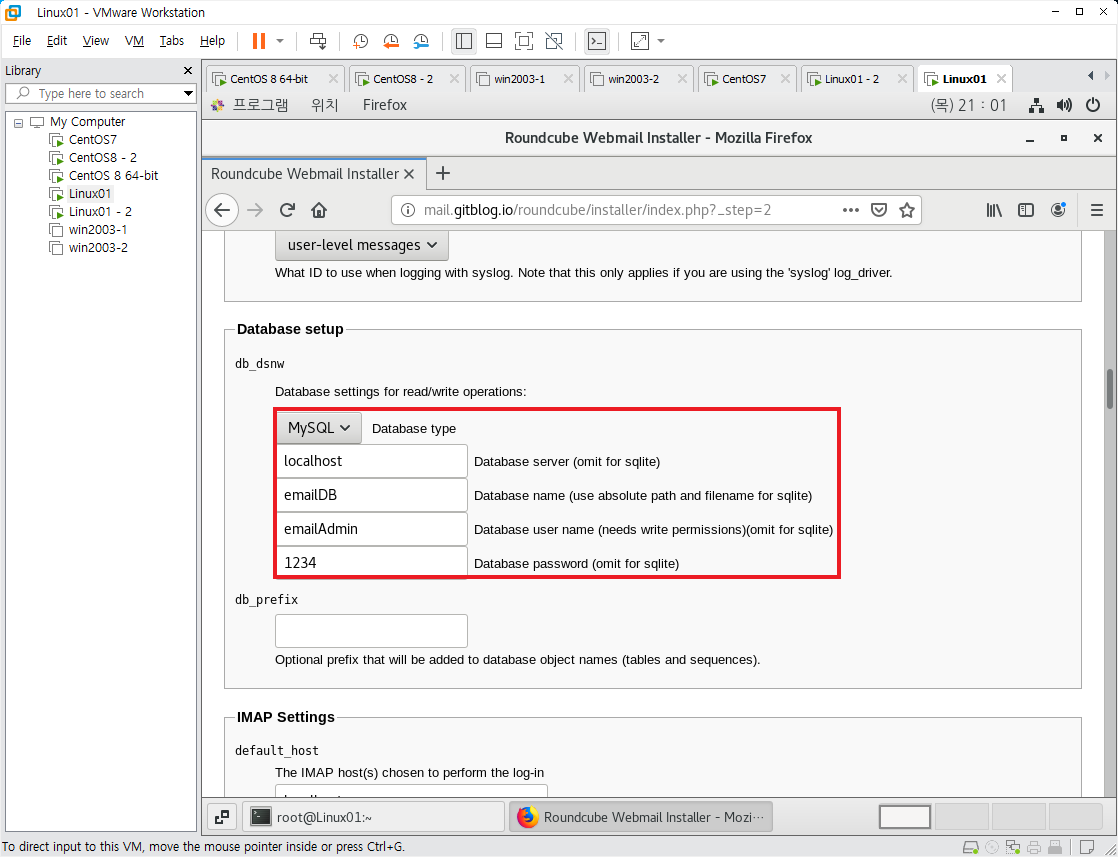 Linux01 - VMware Workstation
File Edit View VM Tabs Help
Library
Type here to search
My Computer
CentOS7
CentOS8 - 2
CentOS 8 64-bit
Linux01
Linux01 - 2
win2003-1
win2003-2
CentOS 8 64-bit CentOS8 - 2 win2003-1 win2003-2 CentOS7 Linux01 - 2 Linux01
프로그램 위치 Firefox (목) 21 : 01
Roundcube Webmail Installer - Mozilla Firefox
Roundcube Webmail Installer
mail.gitblog.io/roundcube/installer/index.php?_step=2
user-level messages
What ID to use when logging with syslog. Note that this only applies if you are using the 'syslog' log_driver.
Database setup
db_dsnw
Database settings for read/write operations:
MySQL Database type
localhost Database server (omit for sqlite)
emailDB Database name (use absolute path and filename for sqlite)
emailAdmin Database user name (needs write permissions)(omit for sqlite)
1234 Database password (omit for sqlite)
db_prefix
Optional prefix that will be added to database object names (tables and sequences).
IMAP Settings
default_host
The IMAP host(s) chosen to perform the log-in
root@Linux01:~ Roundcube Webmail Installer - Mozi···
To direct input to this VM, move the mouse pointer inside or press Ctrl+G.